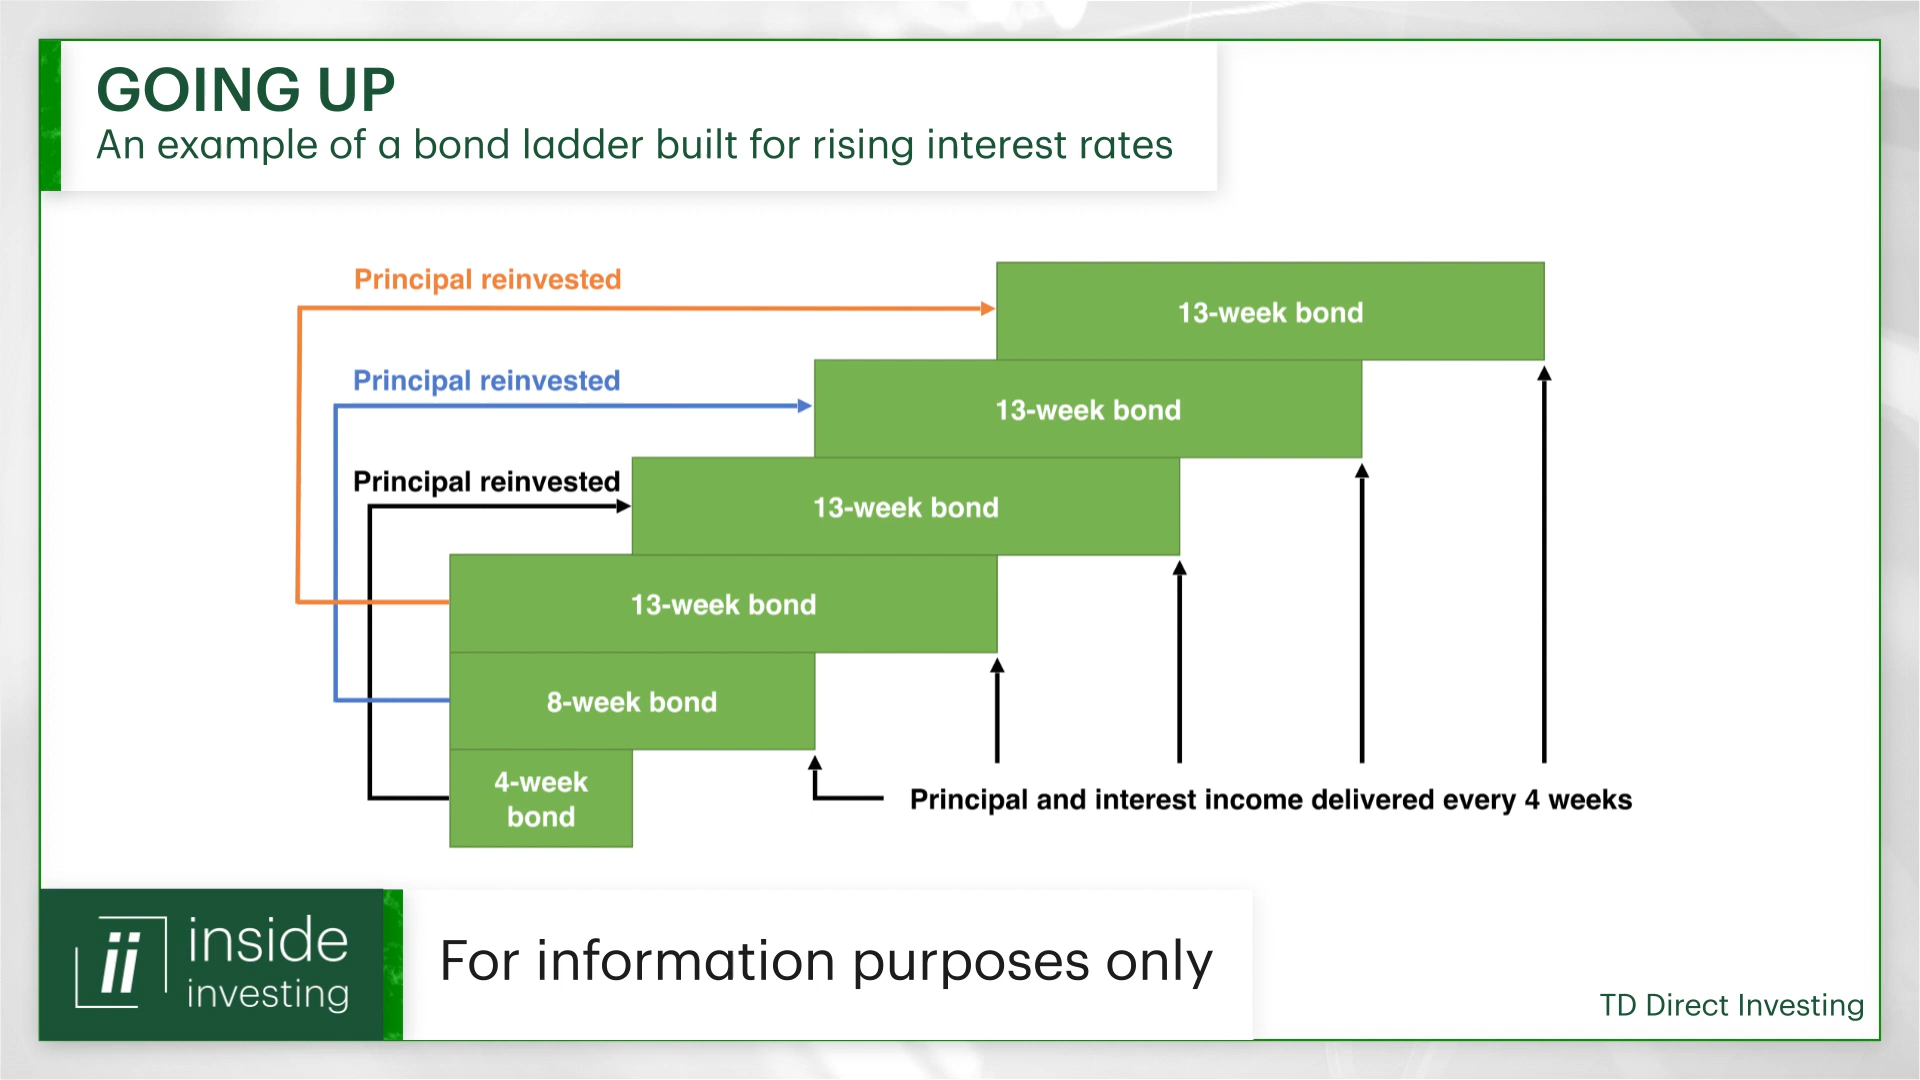 GOING UP
An example of a bond ladder built for rising interest rates
Principal reinvested
13-week bond
Principal reinvested
13-week bond
Principal reinvested
13-week bond
13-week bond
8-week bond
4-week
bond
Principal and interest income delivered every 4 weeks
ii
inside
investing
For information purposes only
TD Direct Investing